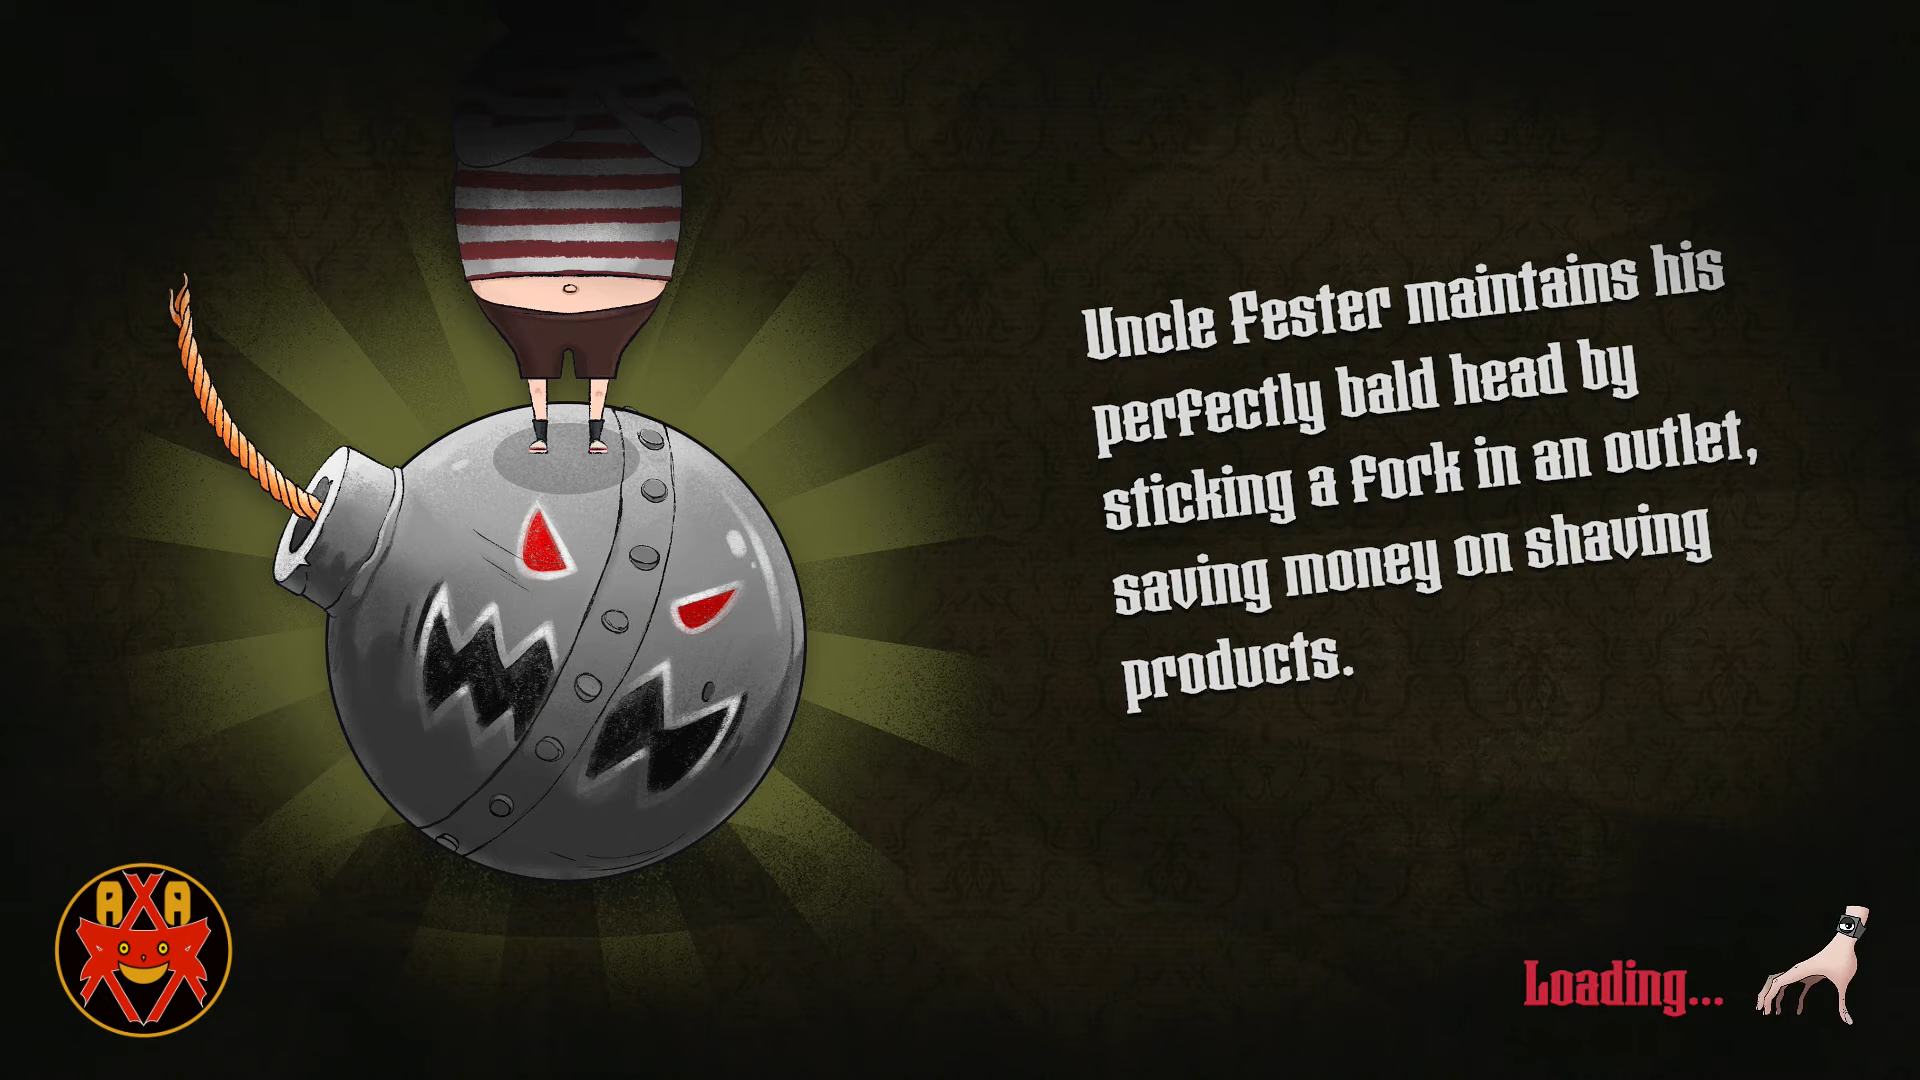 Uncle Fester maintains his
perfectly bald head by
sticking a fork in an outlet,
saving money on shaving
products.
AXA
Loading...